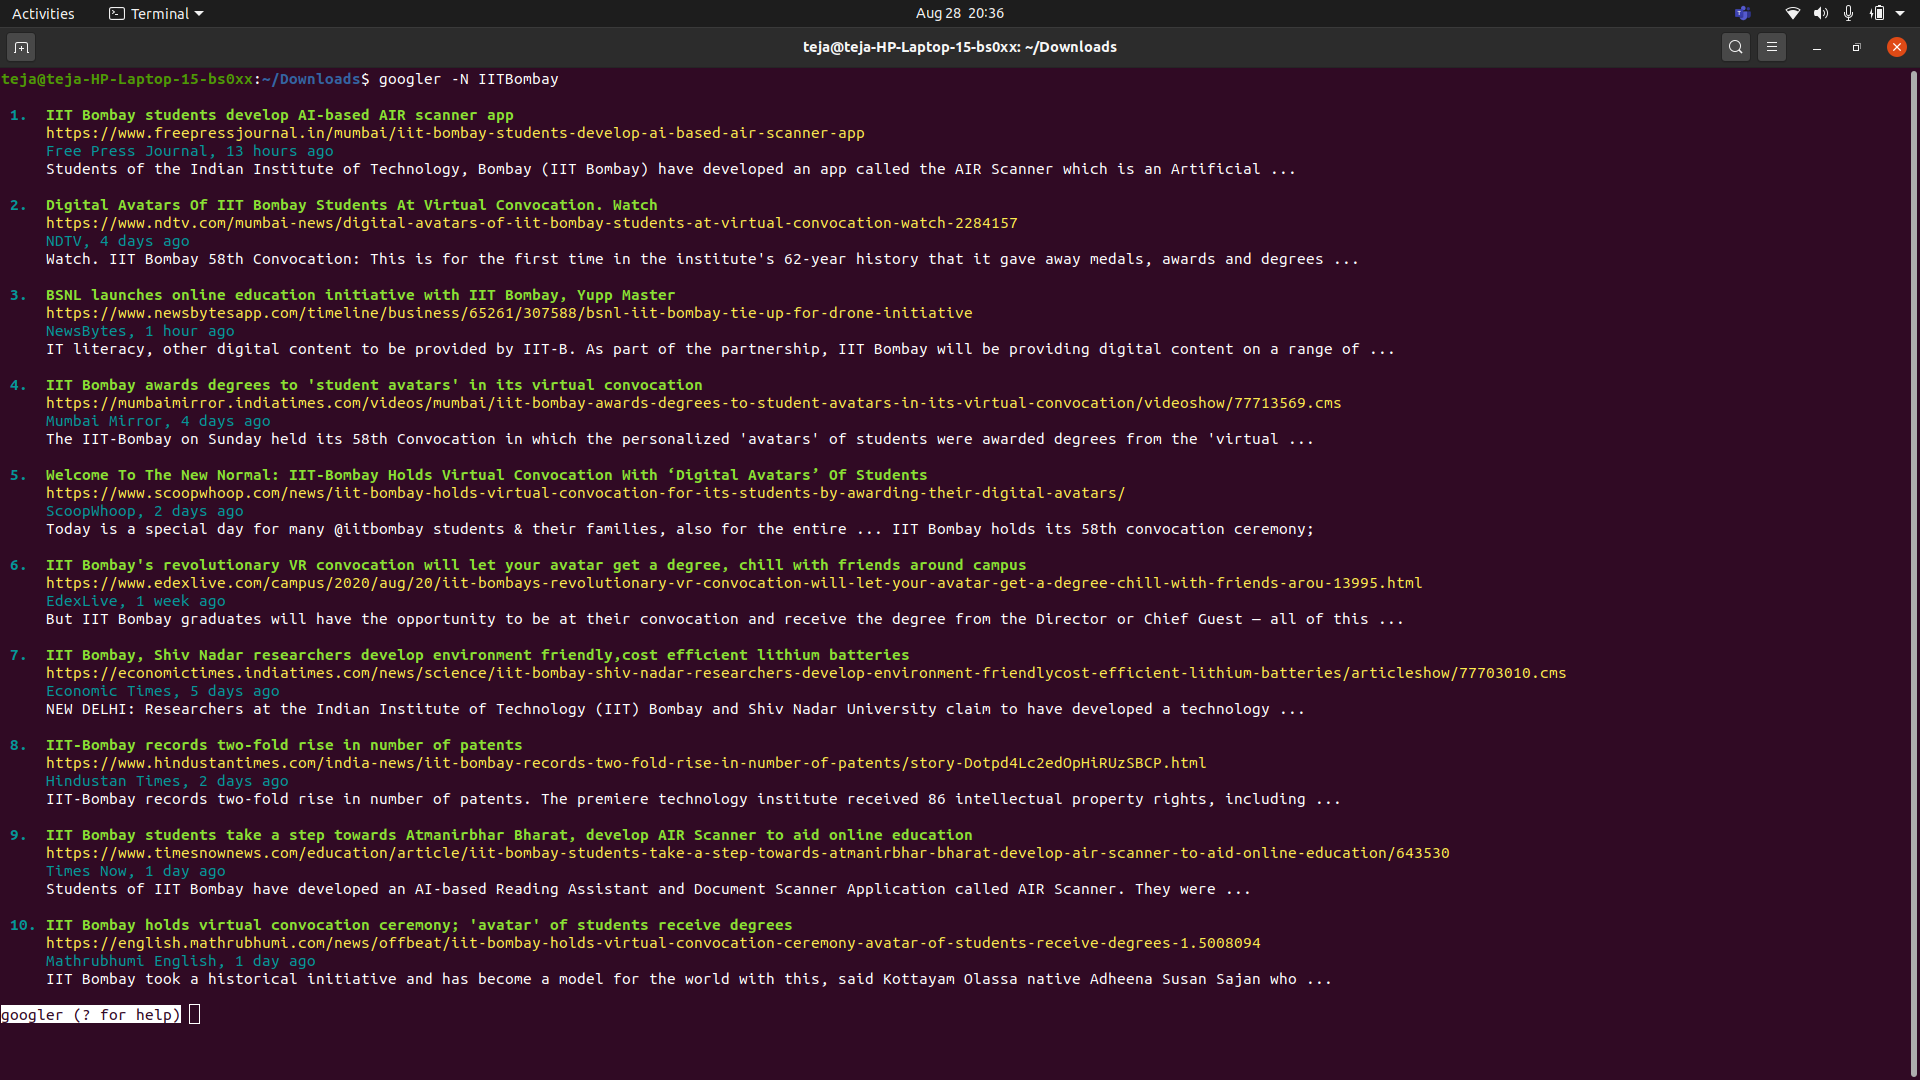 Activities Terminal Aug 28 20:36
teja@teja-HP-Laptop-15-bs0xx: ~/Downloads
teja@teja-HP-Laptop-15-bs0xx:~/Downloads$ googler -N IITBombay
1. IIT Bombay students develop AI-based AIR scanner app
https://www.freepressjournal.in/mumbai/iit-bombay-students-develop-ai-based-air-scanner-app
Free Press Journal, 13 hours ago
Students of the Indian Institute of Technology, Bombay (IIT Bombay) have developed an app called the AIR Scanner which is an Artificial ...
2. Digital Avatars Of IIT Bombay Students At Virtual Convocation. Watch
https://www.ndtv.com/mumbai-news/digital-avatars-of-iit-bombay-students-at-virtual-convocation-watch-2284157
NDTV, 4 days ago
Watch. IIT Bombay 58th Convocation: This is for the first time in the institute's 62-year history that it gave away medals, awards and degrees ...
3. BSNL launches online education initiative with IIT Bombay, Yupp Master
https://www.newsbytesapp.com/timeline/business/65261/307588/bsnl-iit-bombay-tie-up-for-drone-initiative
NewsBytes, 1 hour ago
IT literacy, other digital content to be provided by IIT-B. As part of the partnership, IIT Bombay will be providing digital content on a range of ...
4. IIT Bombay awards degrees to 'student avatars' in its virtual convocation
https://mumbaimirror.indiatimes.com/videos/mumbai/iit-bombay-awards-degrees-to-student-avatars-in-its-virtual-convocation/videoshow/77713569.cms
Mumbai Mirror, 4 days ago
The IIT-Bombay on Sunday held its 58th Convocation in which the personalized 'avatars' of students were awarded degrees from the 'virtual ...
5. Welcome To The New Normal: IIT-Bombay Holds Virtual Convocation With ‘Digital Avatars’ Of Students
https://www.scoopwhoop.com/news/iit-bombay-holds-virtual-convocation-for-its-students-by-awarding-their-digital-avatars/
ScoopWhoop, 2 days ago
Today is a special day for many @iitbombay students & their families, also for the entire ... IIT Bombay holds its 58th convocation ceremony;
6. IIT Bombay's revolutionary VR convocation will let your avatar get a degree, chill with friends around campus
https://www.edexlive.com/campus/2020/aug/20/iit-bombays-revolutionary-vr-convocation-will-let-your-avatar-get-a-degree-chill-with-friends-arou-13995.html
EdexLive, 1 week ago
But IIT Bombay graduates will have the opportunity to be at their convocation and receive the degree from the Director or Chief Guest — all of this ...
7. IIT Bombay, Shiv Nadar researchers develop environment friendly,cost efficient lithium batteries
https://economictimes.indiatimes.com/news/science/iit-bombay-shiv-nadar-researchers-develop-environment-friendlycost-efficient-lithium-batteries/articleshow/77703010.cms
Economic Times, 5 days ago
NEW DELHI: Researchers at the Indian Institute of Technology (IIT) Bombay and Shiv Nadar University claim to have developed a technology ...
8. IIT-Bombay records two-fold rise in number of patents
https://www.hindustantimes.com/india-news/iit-bombay-records-two-fold-rise-in-number-of-patents/story-Dotpd4Lc2edOpHiRUzSBCP.html
Hindustan Times, 2 days ago
IIT-Bombay records two-fold rise in number of patents. The premiere technology institute received 86 intellectual property rights, including ...
9. IIT Bombay students take a step towards Atmanirbhar Bharat, develop AIR Scanner to aid online education
https://www.timesnownews.com/education/article/iit-bombay-students-take-a-step-towards-atmanirbhar-bharat-develop-air-scanner-to-aid-online-education/643530
Times Now, 1 day ago
Students of IIT Bombay have developed an AI-based Reading Assistant and Document Scanner Application called AIR Scanner. They were ...
10. IIT Bombay holds virtual convocation ceremony; 'avatar' of students receive degrees
https://english.mathrubhumi.com/news/offbeat/iit-bombay-holds-virtual-convocation-ceremony-avatar-of-students-receive-degrees-1.5008094
Mathrubhumi English, 1 day ago
IIT Bombay took a historical initiative and has become a model for the world with this, said Kottayam Olassa native Adheena Susan Sajan who ...
googler (? for help)